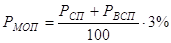 P_МОП = (P_СП + P_ВСП) / 100 · 3%